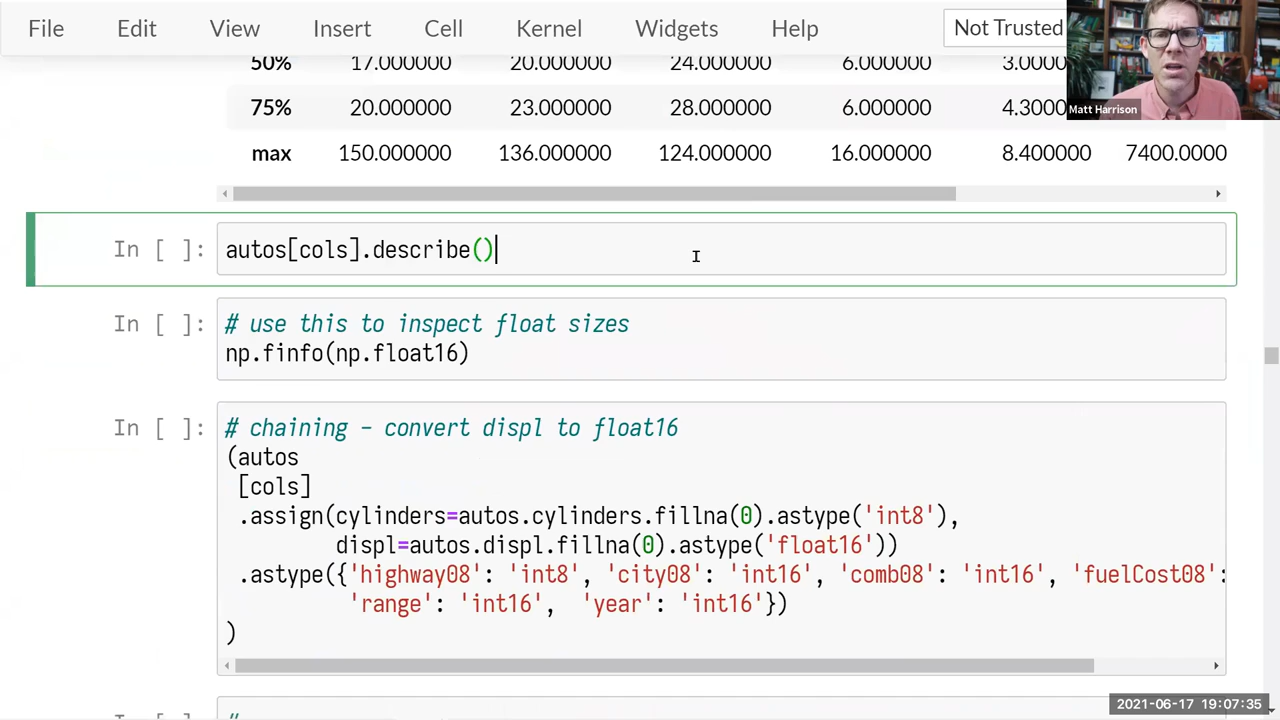 File Edit View Insert Cell Kernel Widgets Help Not Trusted
Matt Harrison
50% 17.000000 20.000000 24.000000 6.000000 3.0000
75% 20.000000 23.000000 28.000000 6.000000 4.3000
max 150.000000 136.000000 124.000000 16.000000 8.400000 7400.0000
In [ ]: autos[cols].describe()
In [ ]: # use this to inspect float sizes
np.finfo(np.float16)
In [ ]: # chaining - convert displ to float16
(autos
[cols]
.assign(cylinders=autos.cylinders.fillna(0).astype('int8'),
displ=autos.displ.fillna(0).astype('float16'))
.astype({'highway08': 'int8', 'city08': 'int16', 'comb08': 'int16', 'fuelCost08':
'range': 'int16', 'year': 'int16'})
)
2021-06-17 19:07:35